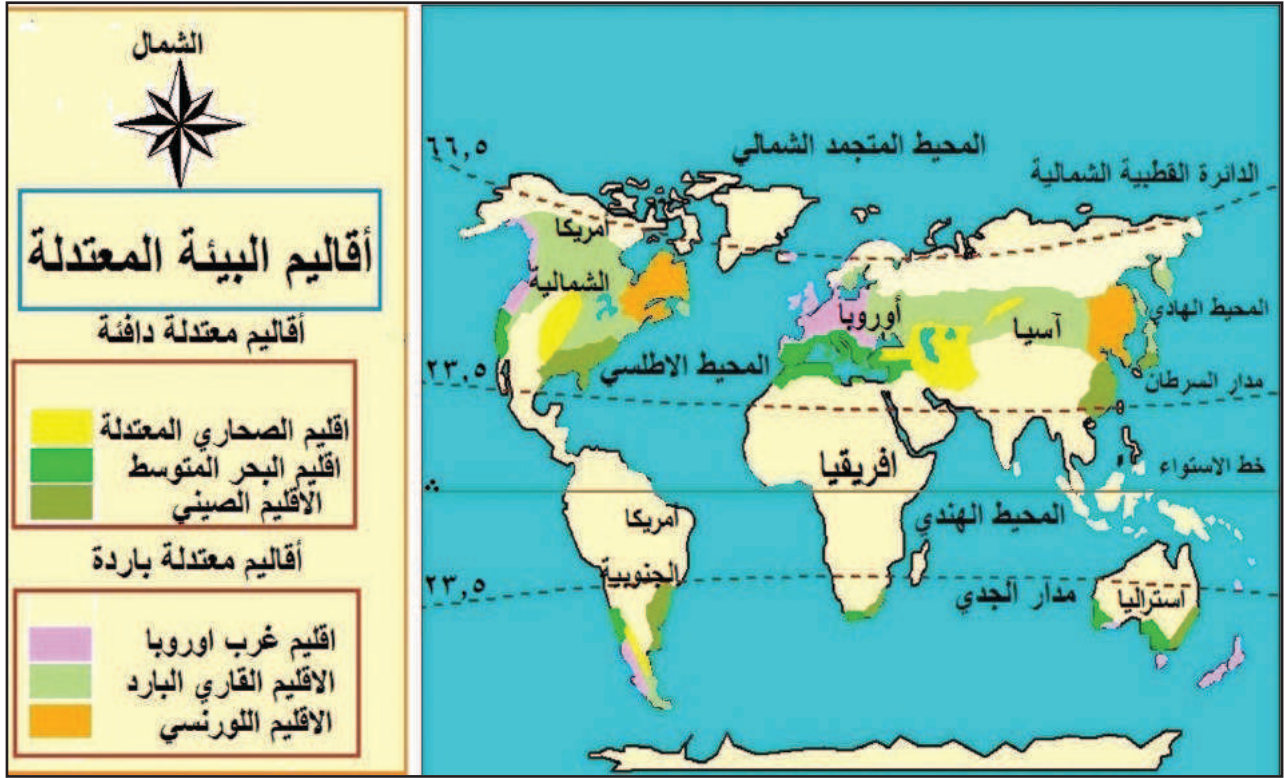 الشمال
أقاليم البيئة المعتدلة
أقاليم معتدلة دافئة
اقليم الصحاري المعتدلة
اقليم البحر المتوسط
الاقليم الصيني
أقاليم معتدلة باردة
اقليم غرب اوروبا
الاقليم القاري البارد
الاقليم اللورنسي
٦٦,٥
المحيط المتجمد الشمالي
الدائرة القطبية الشمالية
أمريكا
الشمالية
أوروبا
آسيا
المحيط الهادي
المحيط الاطلسي
٢٣,٥
مدار السرطان
افريقيا
خط الاستواء
أمريكا
الجنوبية
المحيط الهندي
٢٣,٥
مدار الجدي
استراليا